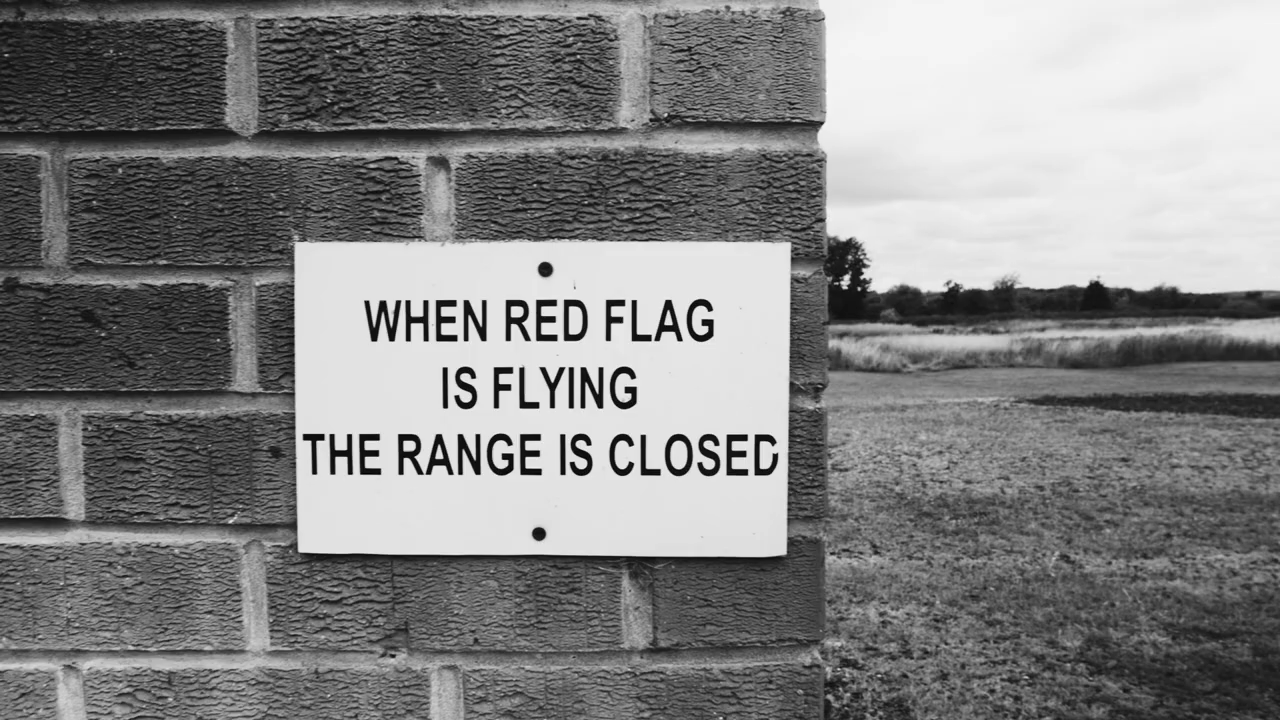 WHEN RED FLAG
IS FLYING
THE RANGE IS CLOSED